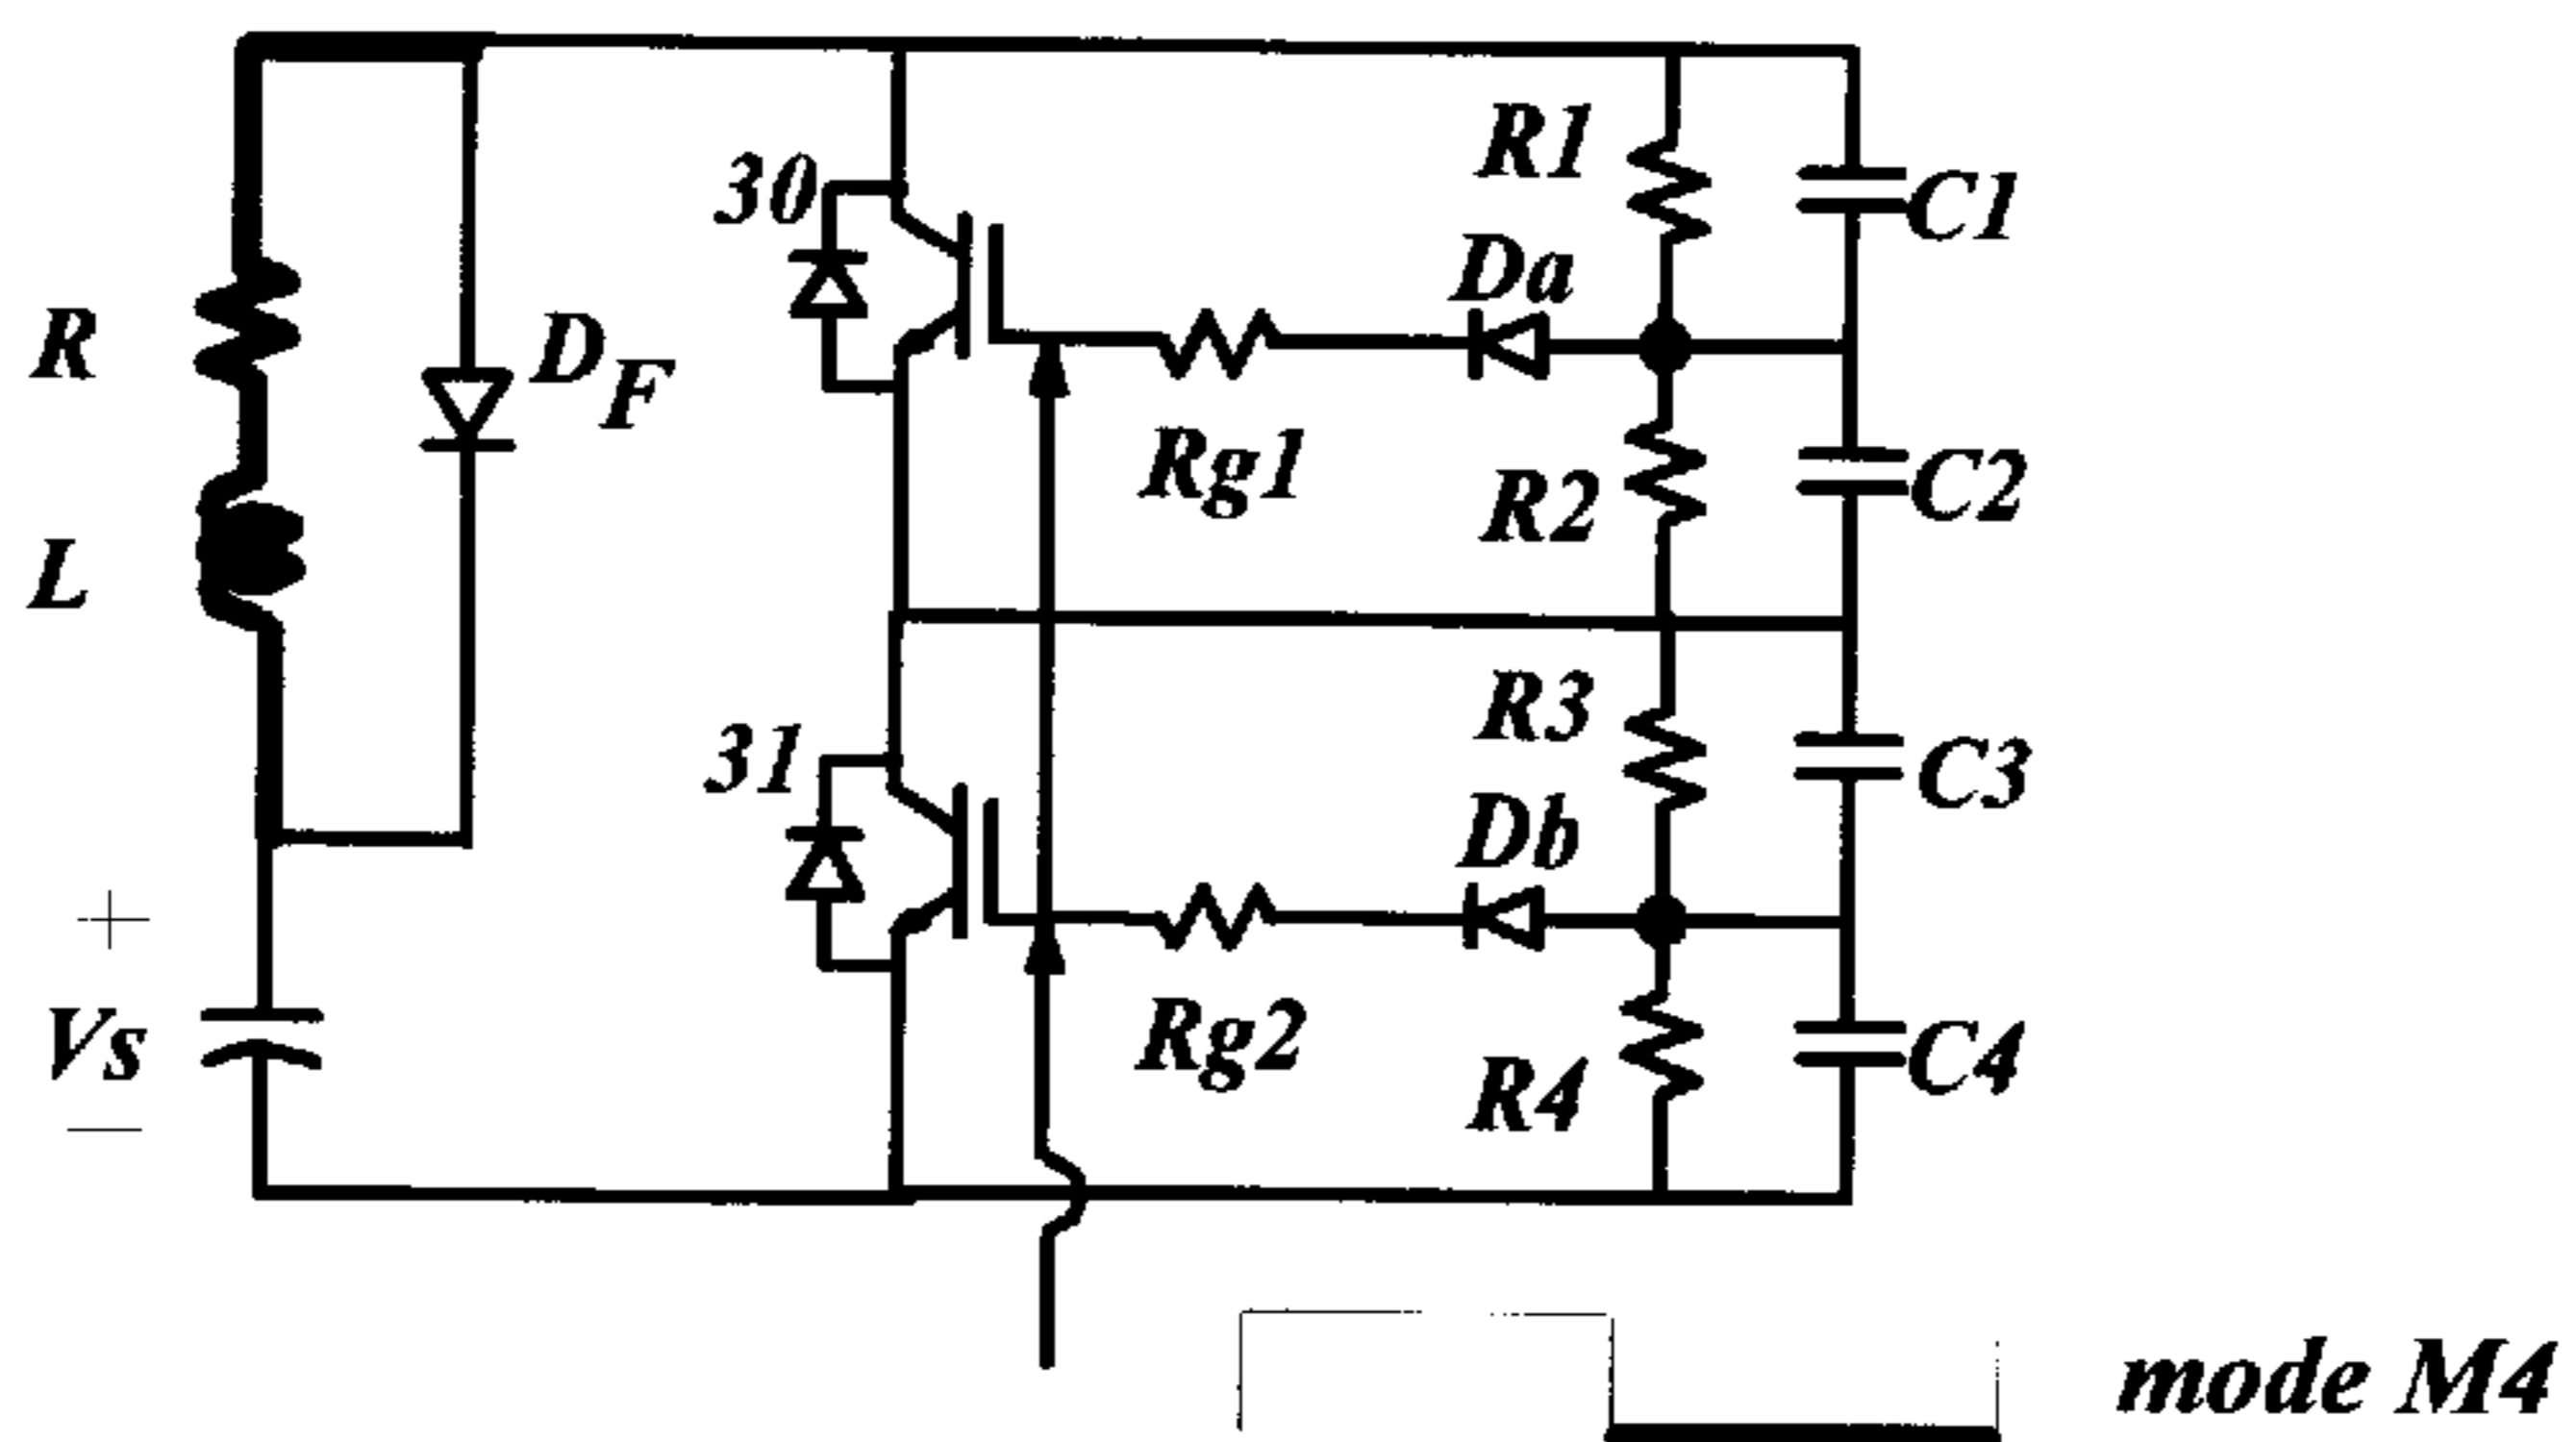 R1
30
C1
Da
R
DF
Rg1
R2
C2
L
R3
31
C3
Db
+
Vs
Rg2
R4
C4
—
mode M4